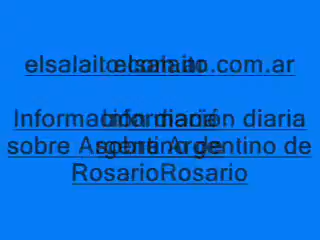 elsalaito.com.ar
Información diaria
sobre Argentino de
Rosario